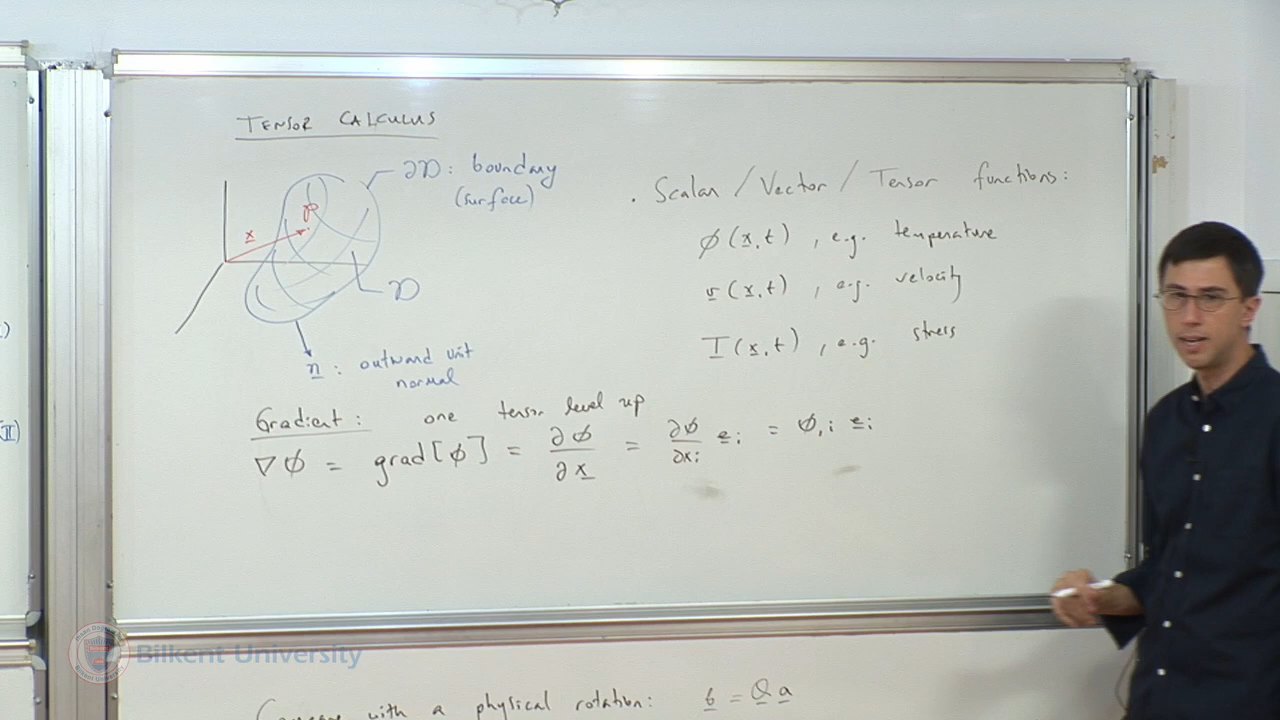 TENSOR CALCULUS
∂D : boundary
(surface)
p
x
D
n : outward unit
normal
. Scalar / Vector / Tensor functions :
ϕ (x,t) , e.g. temperature
v (x,t) , e.g. velocity
T (x,t) , e.g. stress
Gradient : one tensor level up
∇ϕ = grad[ϕ] = ∂ϕ/∂x = ∂ϕ/∂xi ei = ϕ,i ei
with a physical rotation: b = Q a
Bilkent University